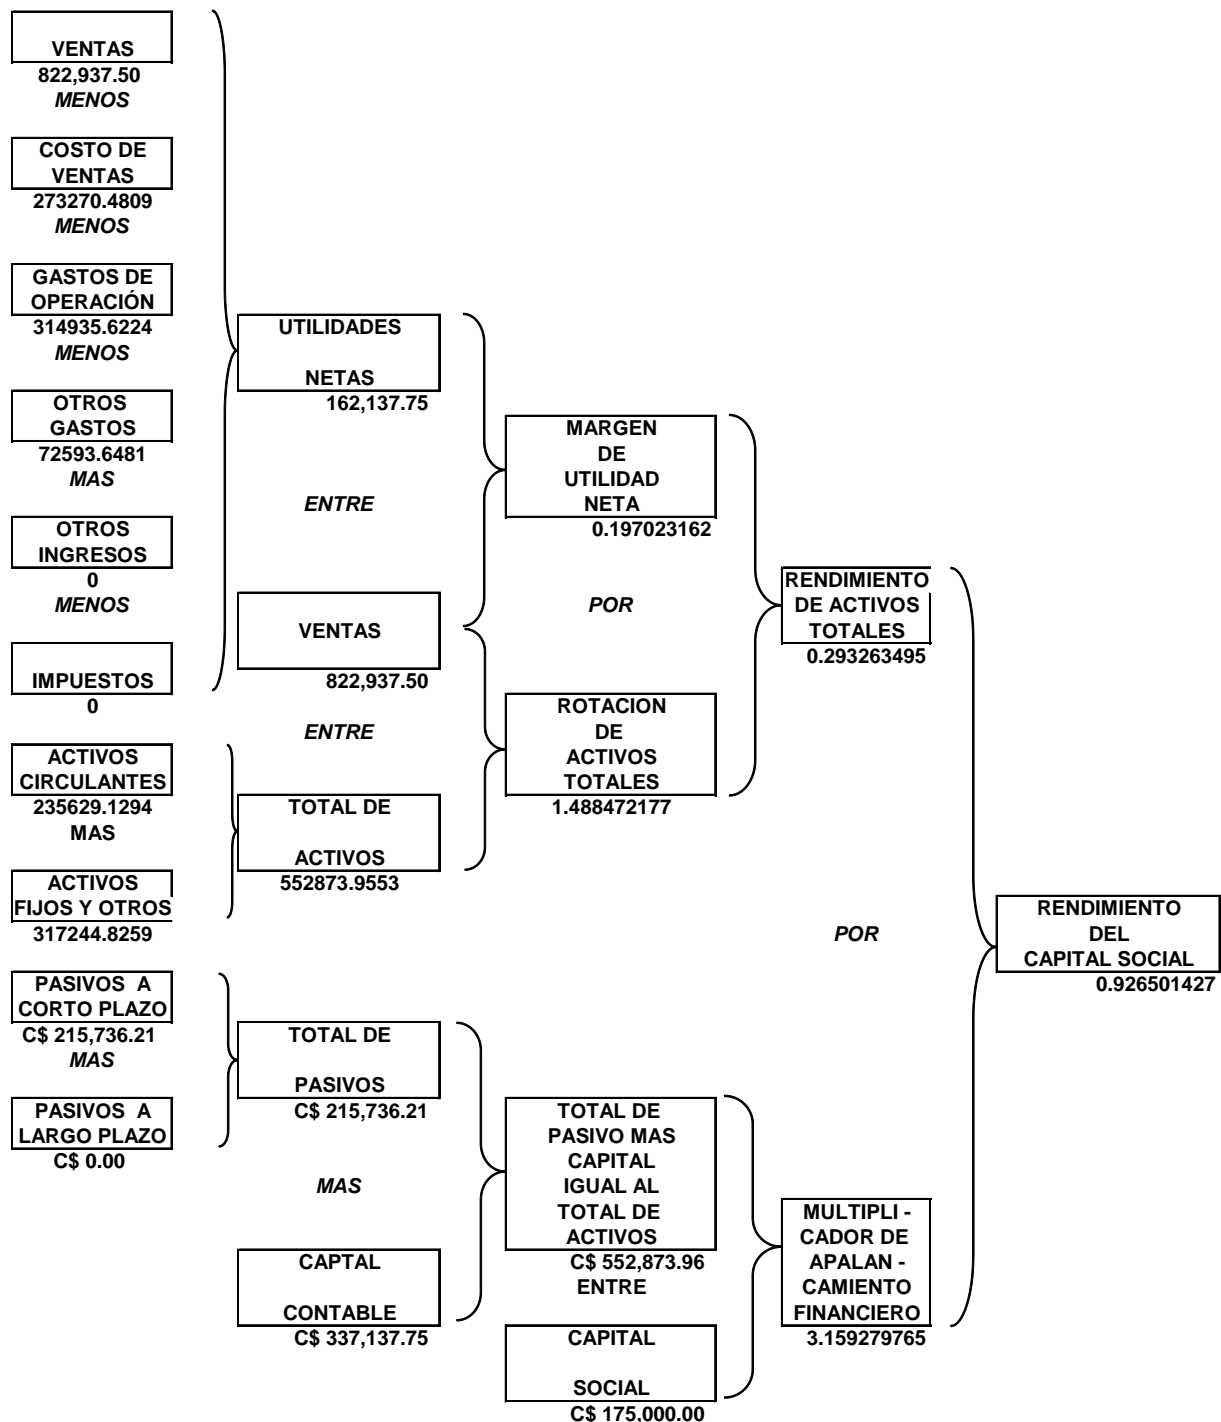 VENTAS
822,937.50
MENOS
COSTO DE
VENTAS
273270.4809
MENOS
GASTOS DE
OPERACIÓN
314935.6224
MENOS
OTROS
GASTOS
72593.6481
MAS
OTROS
INGRESOS
0
MENOS
IMPUESTOS
0
ACTIVOS
CIRCULANTES
235629.1294
MAS
ACTIVOS
FIJOS Y OTROS
317244.8259
PASIVOS A
CORTO PLAZO
C$ 215,736.21
MAS
PASIVOS A
LARGO PLAZO
C$ 0.00
UTILIDADES
NETAS
162,137.75
ENTRE
VENTAS
822,937.50
ENTRE
TOTAL DE
ACTIVOS
552873.9553
TOTAL DE
PASIVOS
C$ 215,736.21
MAS
CAPTAL
CONTABLE
C$ 337,137.75
MARGEN
DE
UTILIDAD
NETA
0.197023162
POR
ROTACION
DE
ACTIVOS
TOTALES
1.488472177
TOTAL DE
PASIVO MAS
CAPITAL
IGUAL AL
TOTAL DE
ACTIVOS
C$ 552,873.96
ENTRE
CAPITAL
SOCIAL
C$ 175,000.00
RENDIMIENTO
DE ACTIVOS
TOTALES
0.293263495
POR
MULTIPLI -
CADOR DE
APALAN -
CAMIENTO
FINANCIERO
3.159279765
RENDIMIENTO
DEL
CAPITAL SOCIAL
0.926501427